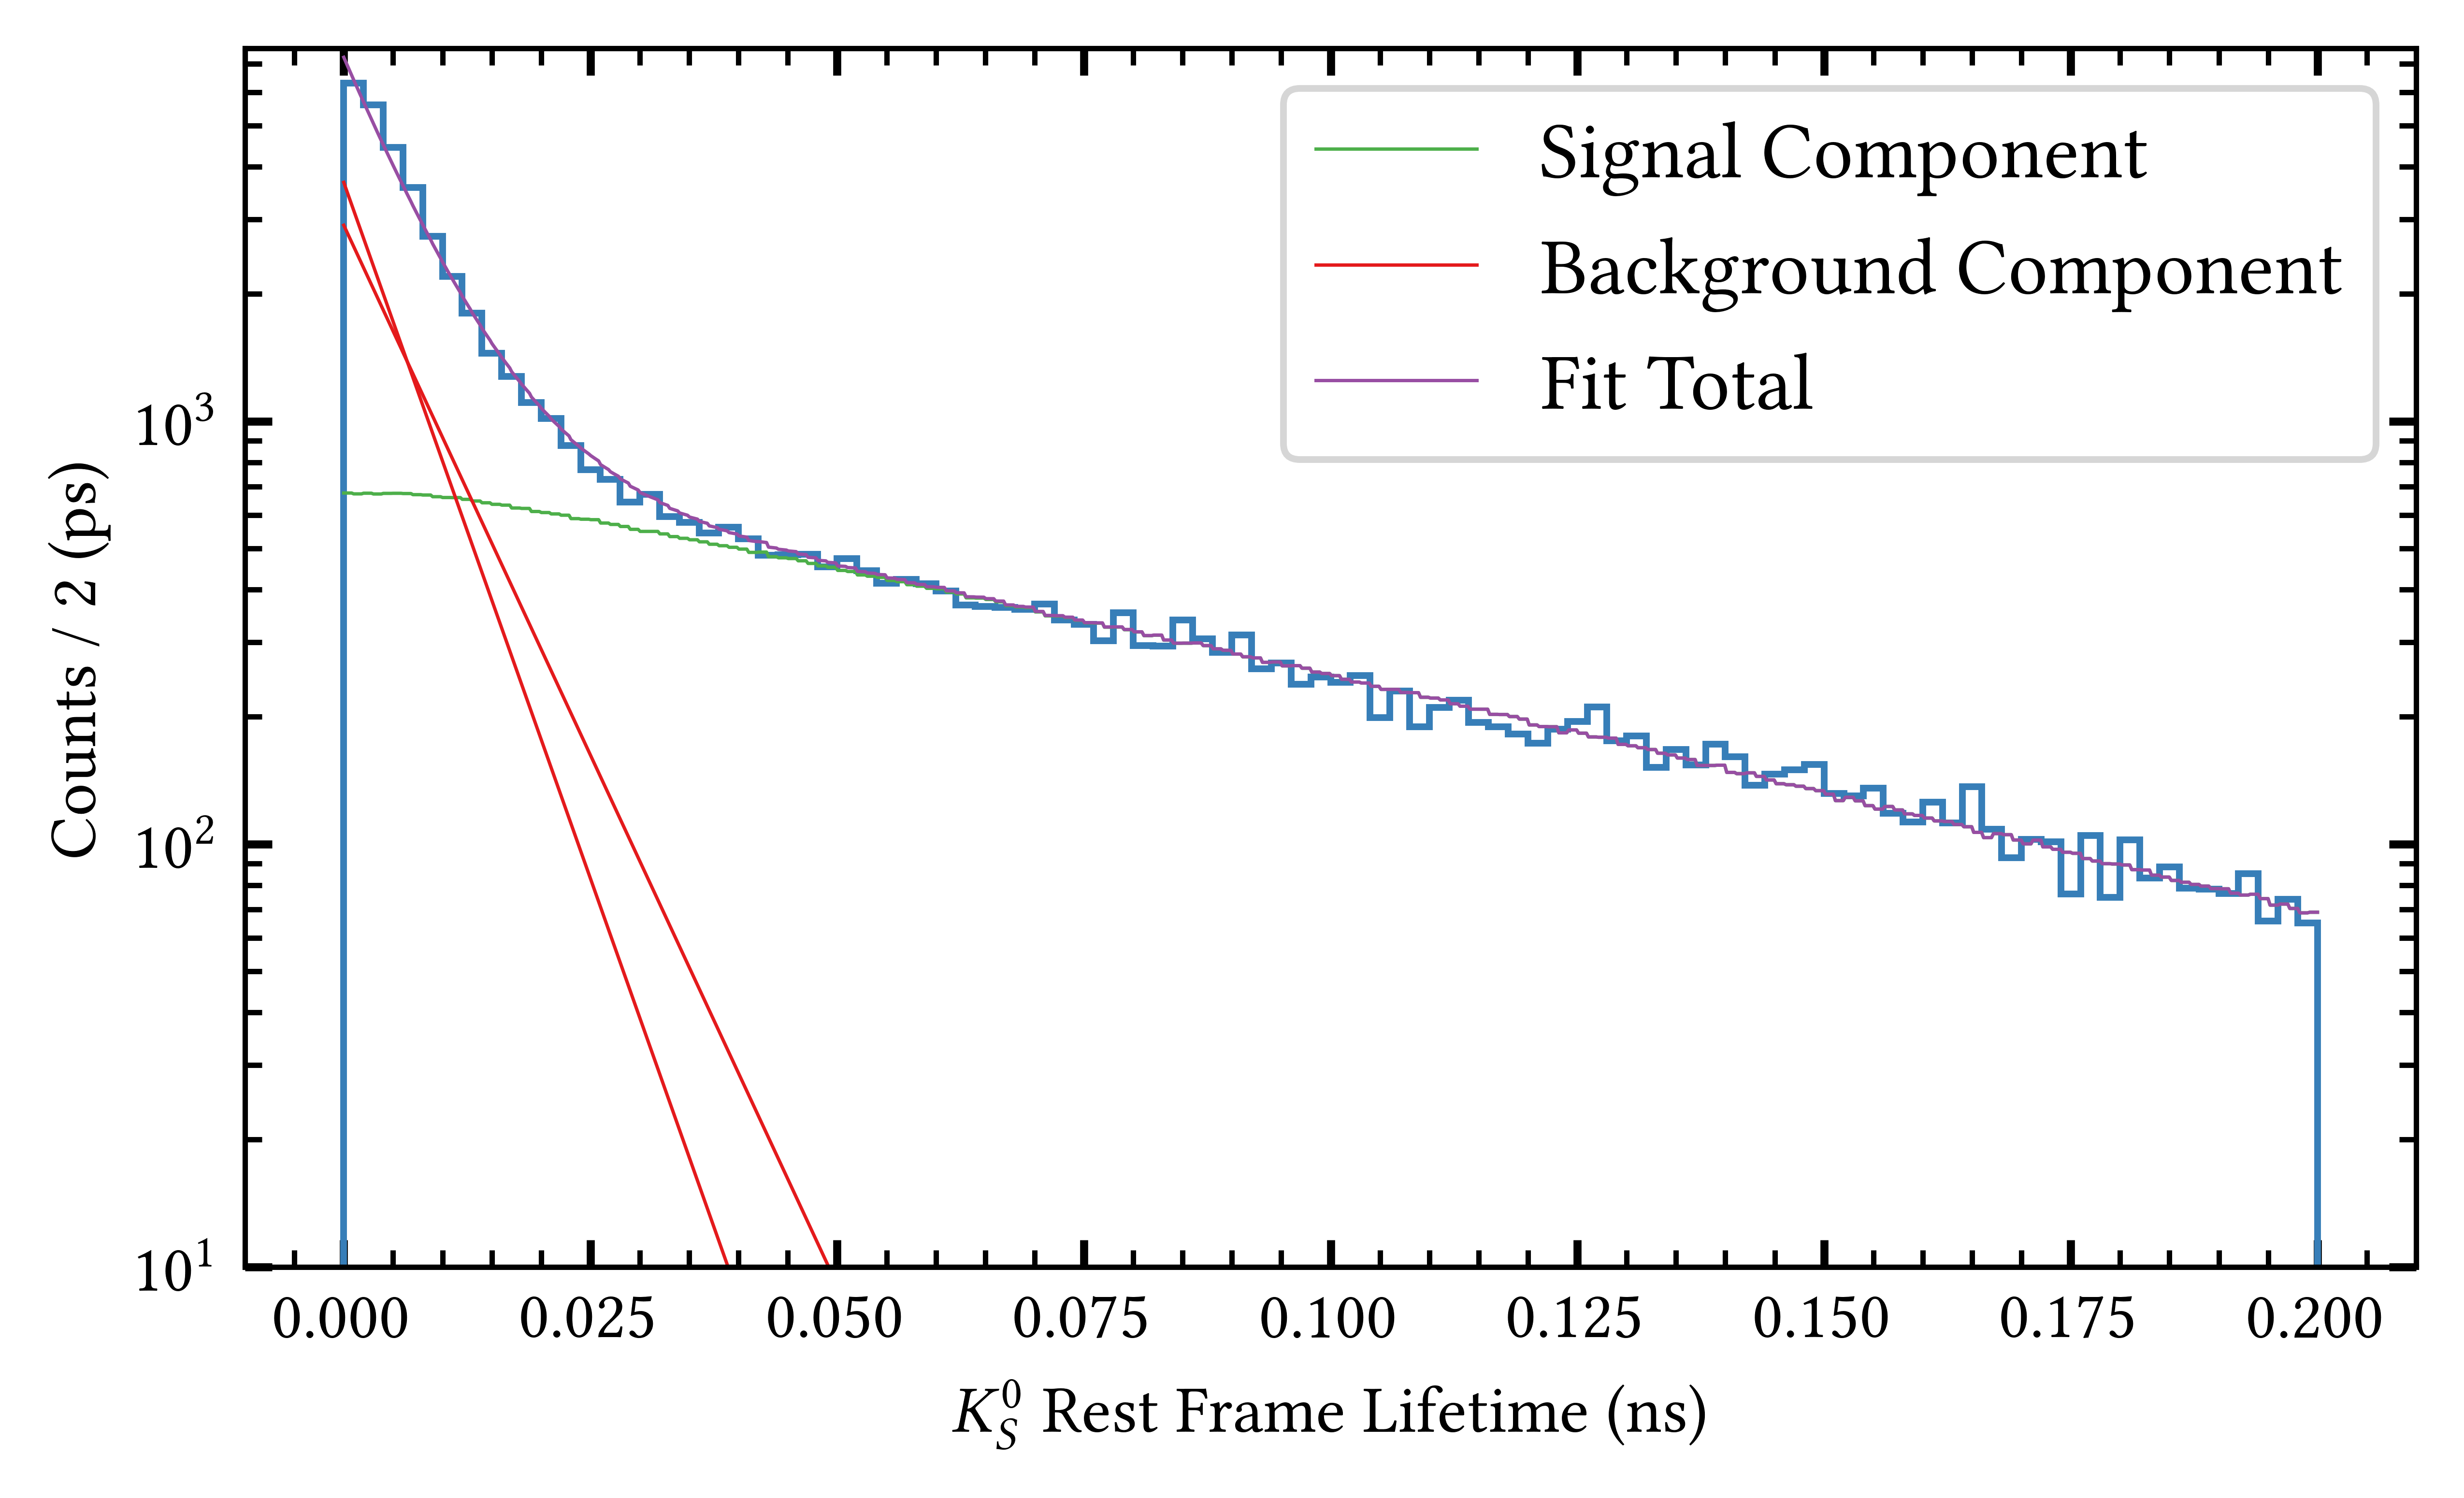 Signal Component
Background Component
Fit Total
Counts / 2 (ps)
10³
10²
10¹
0.000 0.025 0.050 0.075 0.100 0.125 0.150 0.175 0.200
K⁰_S Rest Frame Lifetime (ns)